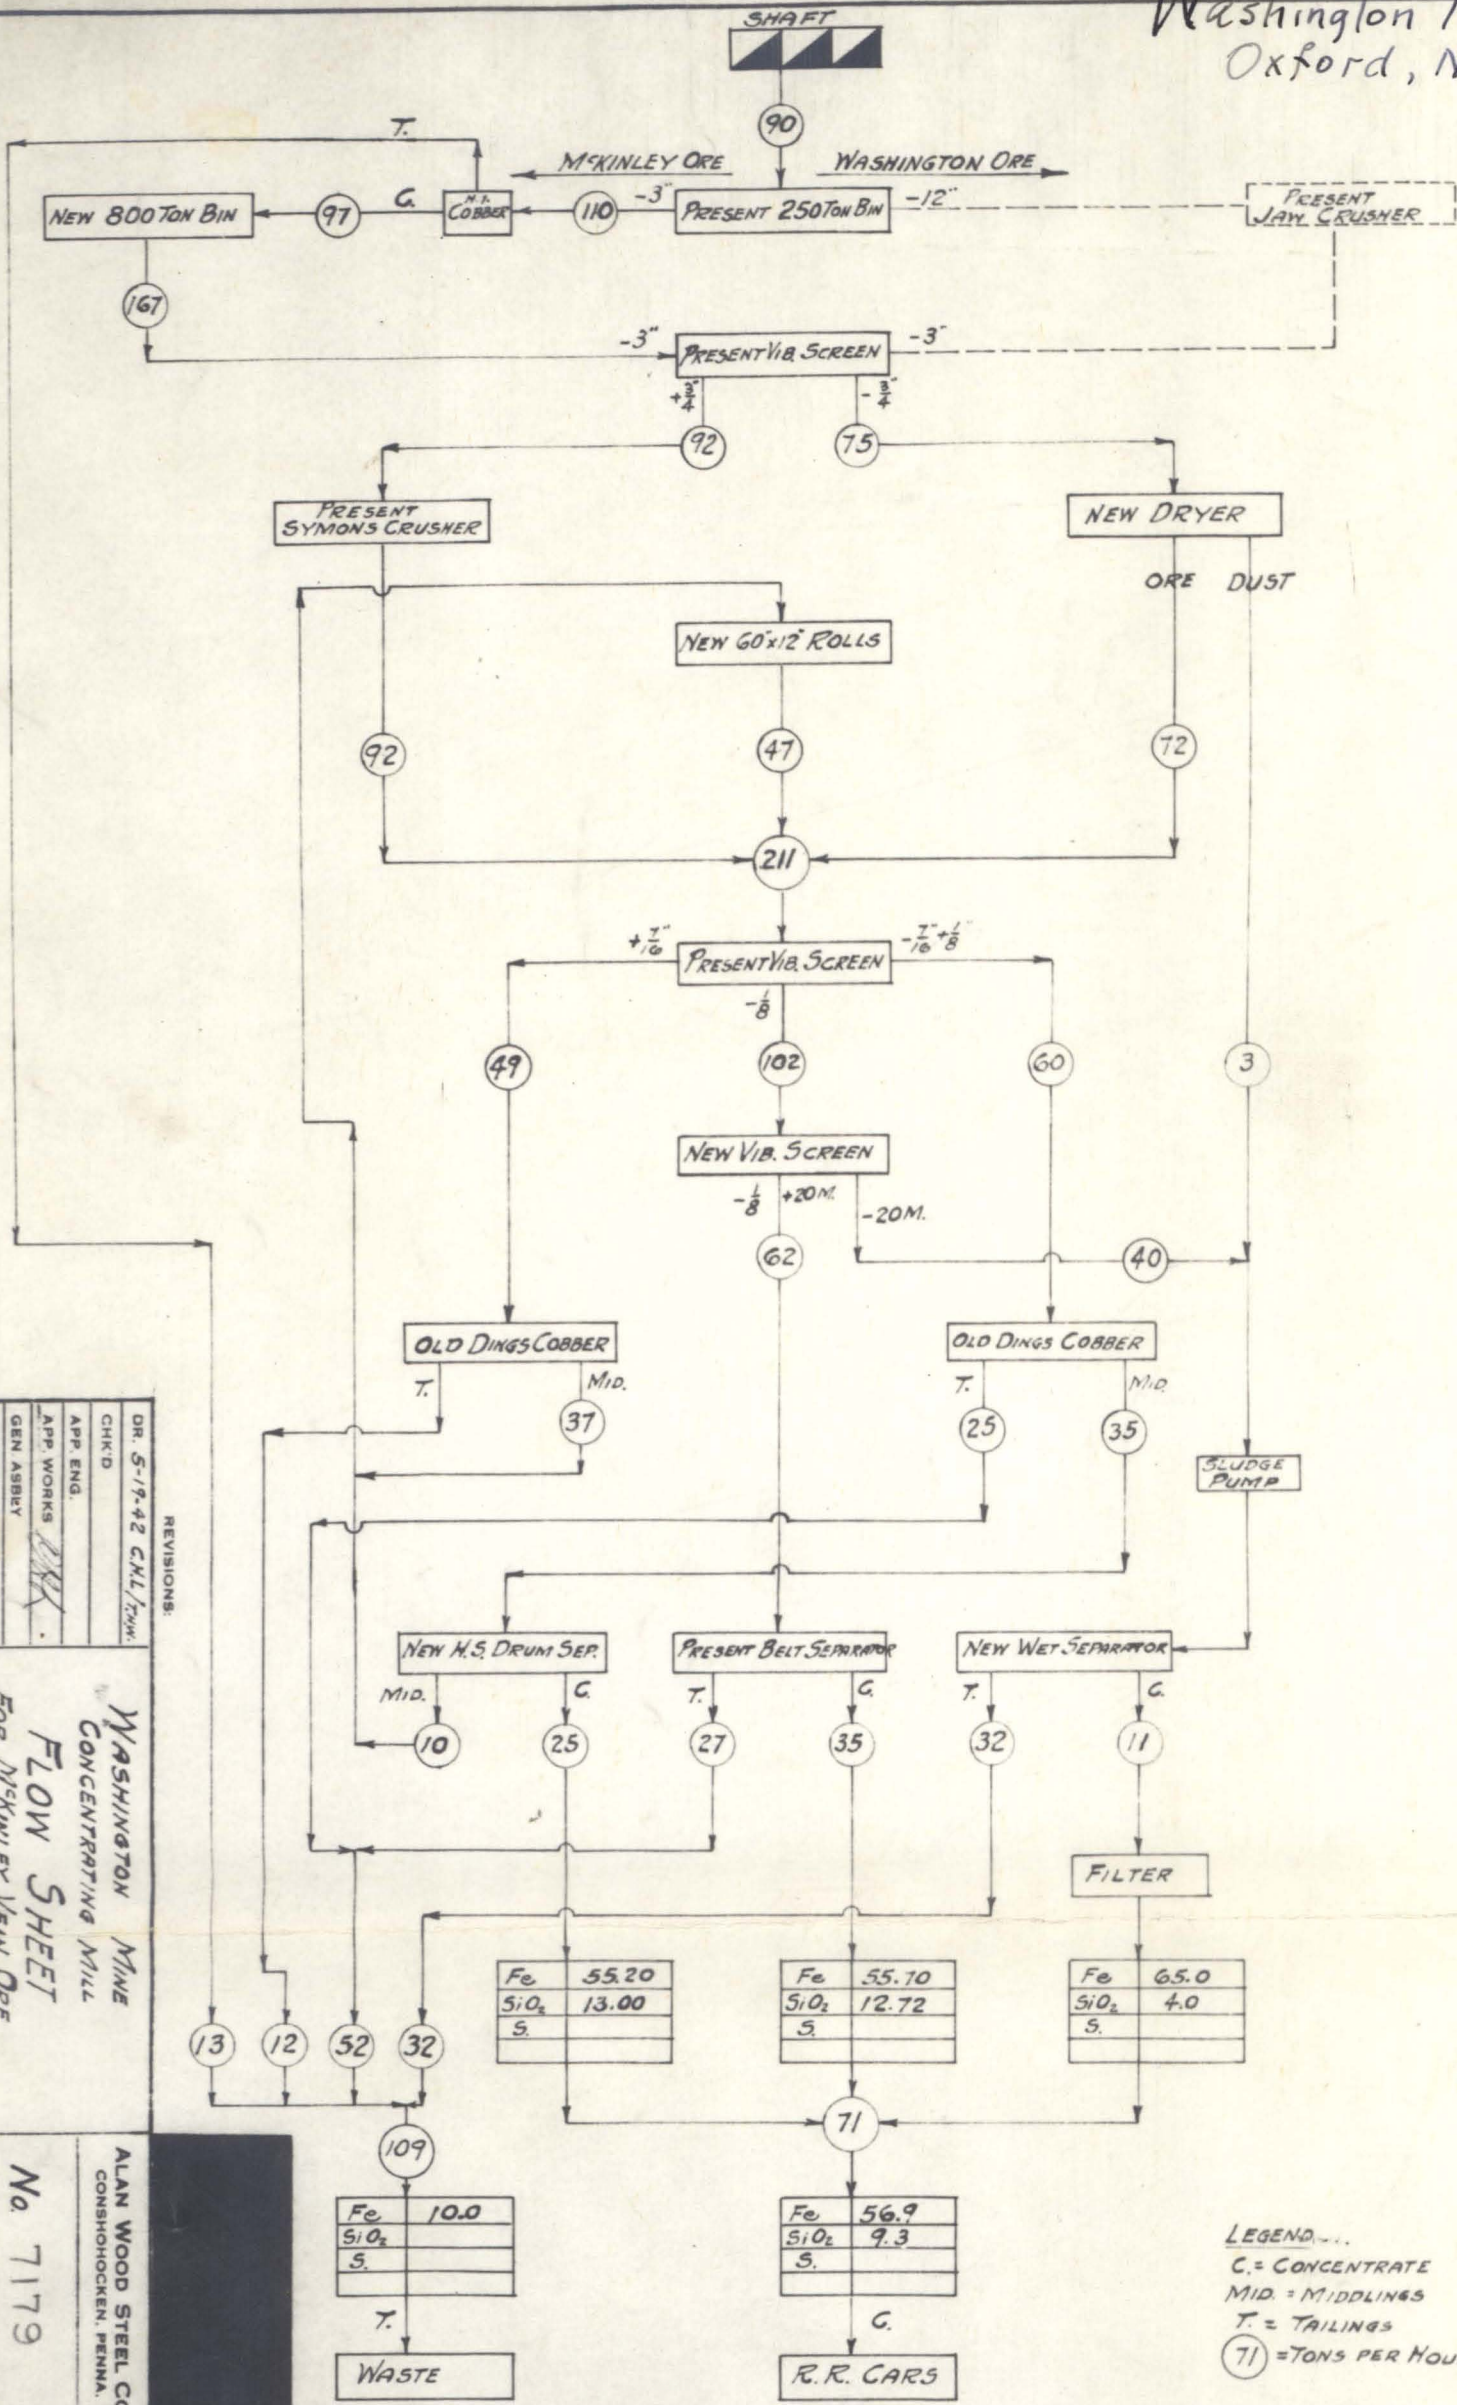 SHAFT
Oxford,
90
T.
McKINLEY ORE
WASHINGTON ORE
NEW 800 TON BIN
97
C.
COBBER
110
-3"
PRESENT 250 TON BIN
-12"
PRESENT
JAW CRUSHER
167
-3"
PRESENT VIB. SCREEN
-3"
+3/4"
-3/4"
92
75
PRESENT
SYMONS CRUSHER
NEW DRYER
ORE DUST
NEW 60"x12" ROLLS
92
47
72
211
+7/16"
PRESENT VIB. SCREEN
-7/16"+1/8"
-1/8
49
102
60
3
NEW VIB. SCREEN
-1/8 +20M.
-20M.
62
40
OLD DINGS COBBER
OLD DINGS COBBER
T.
MID.
T.
MID.
37
25
35
SLUDGE
PUMP
NEW H.S. DRUM SEP.
PRESENT BELT SEPARATOR
NEW WET SEPARATOR
MID.
C.
T.
C.
T.
C.
10
25
27
35
32
11
FILTER
Fe 55.20
SiO2 13.00
S.
Fe 55.70
SiO2 12.72
S.
Fe 65.0
SiO2 4.0
S.
13
12
52
32
71
109
Fe 10.0
SiO2
S.
Fe 56.9
SiO2 9.3
S.
T.
C.
WASTE
R.R. CARS
LEGEND
C. = CONCENTRATE
MID. = MIDDLINGS
T. = TAILINGS
71 = TONS PER HOU
REVISIONS:
DR. 5-19-42 C.H.L/
CHK'D
APP. ENG.
APP. WORKS
GEN ASBLY
WASHINGTON MINE
CONCENTRATING MILL
FLOW SHEET
FOR McKINLEY VEIN ORE
ALAN WOOD STEEL CO
CONSHOHOCKEN, PENNA.
No. 7179